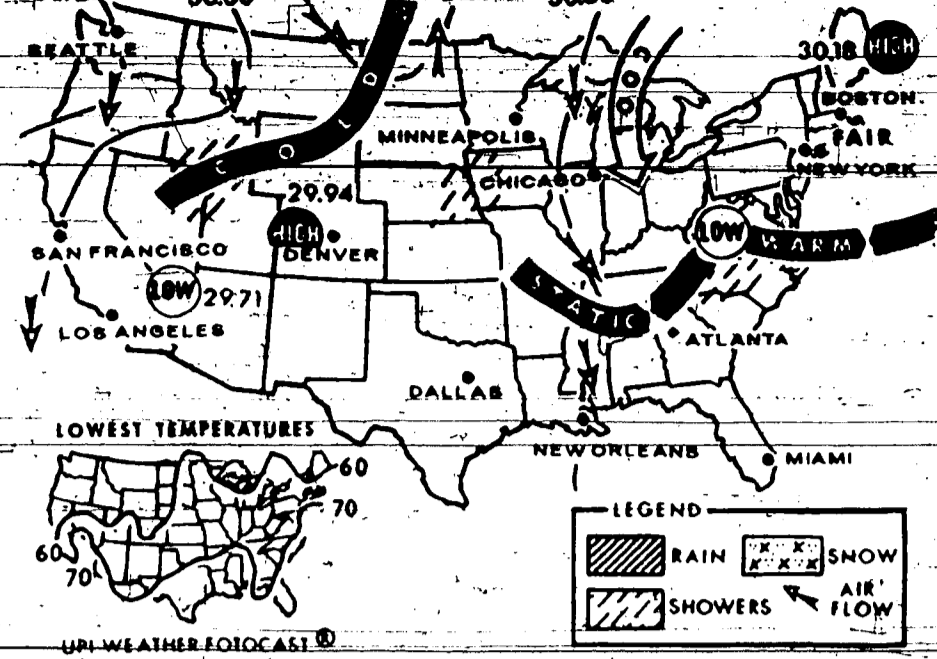 SEATTLE
30.18 HIGH
BOSTON
FAIR
MINNEAPOLIS
NEW YORK
CHICAGO
C O L
29.94
HIGH
DENVER
SAN FRANCISCO
LOW
WARM
LOW 29.71
STATIC
LOS ANGELES
ATLANTA
DALLAS
LOWEST TEMPERATURES
NEW ORLEANS
MIAMI
60
70
60
70
LEGEND
RAIN
SNOW
SHOWERS
AIR
FLOW
UPI WEATHER FOTOCAST ®